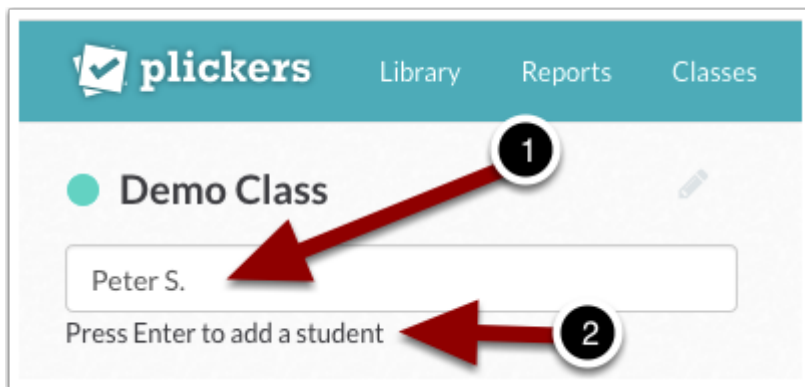 plickers Library Reports Classes
1
Demo Class
Peter S.
Press Enter to add a student 2